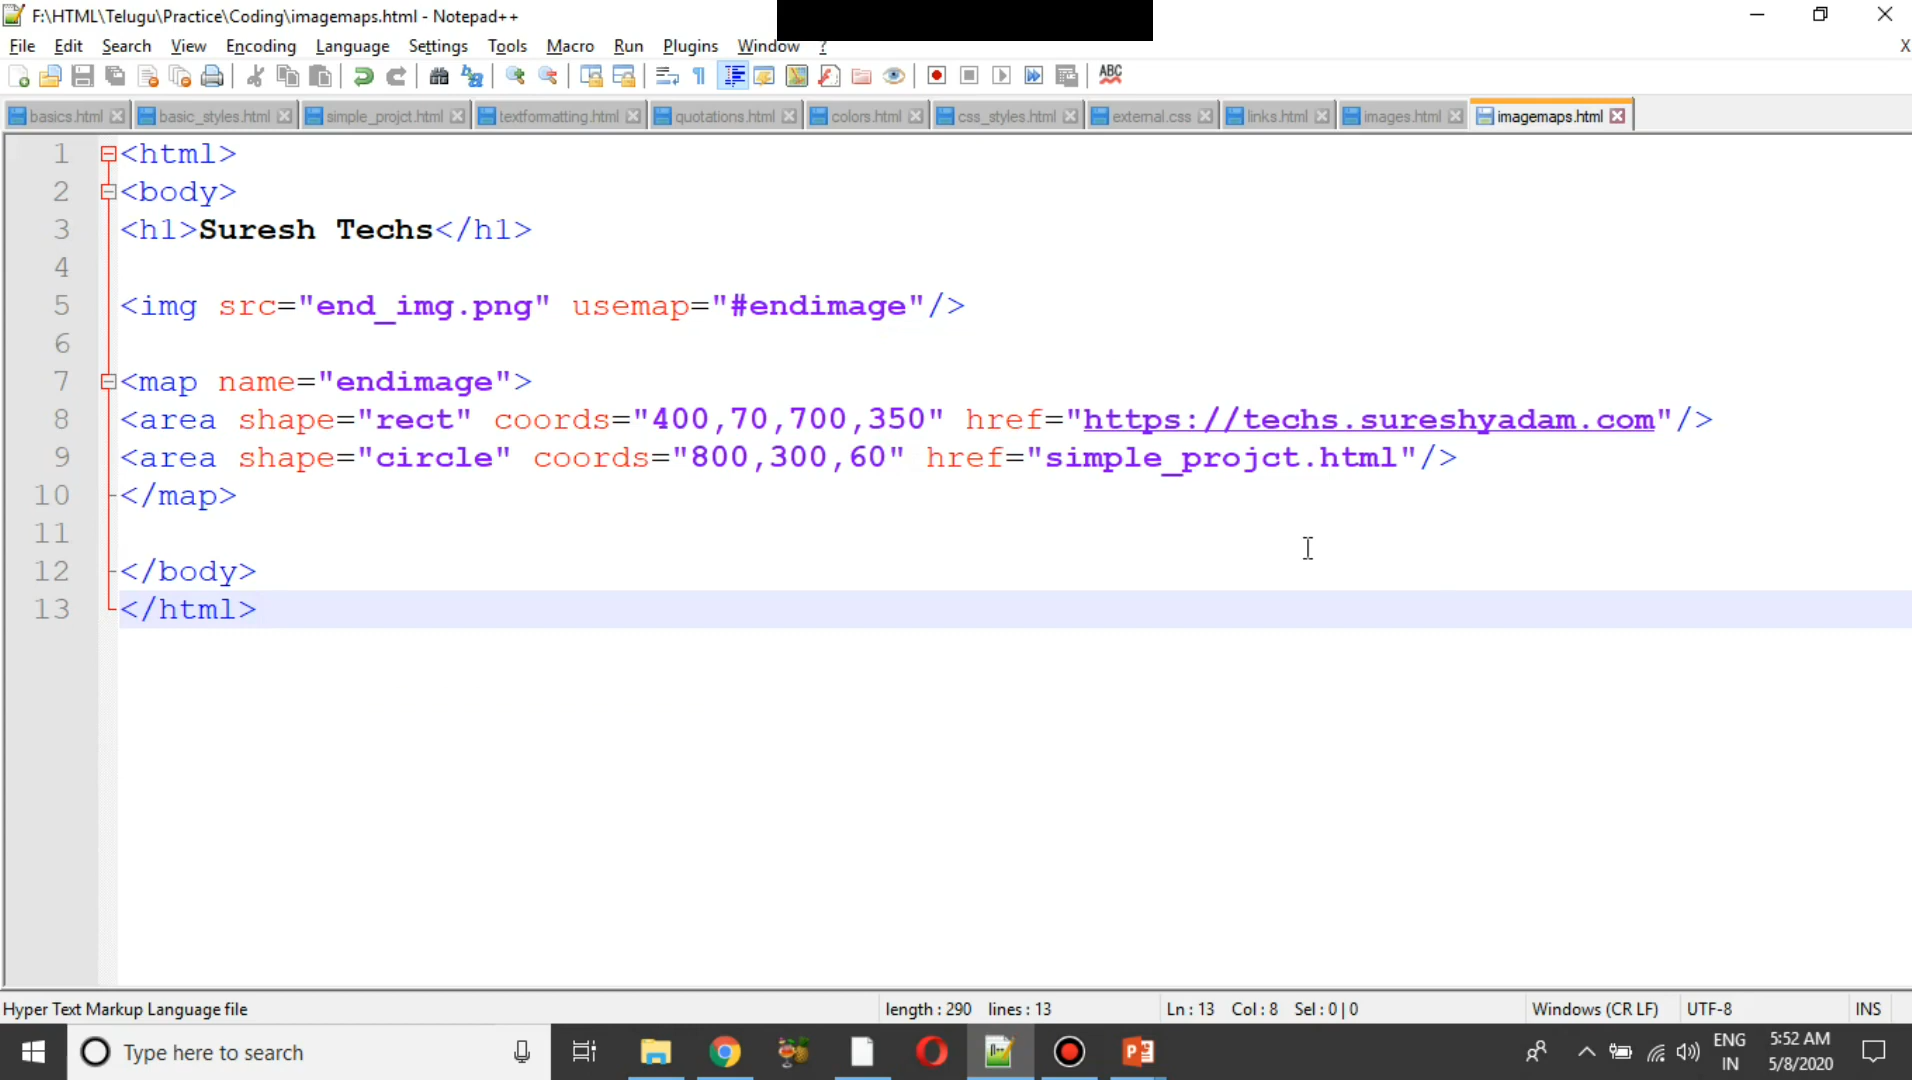 F:\HTML\Telugu\Practice\Coding\imagemaps.html - Notepad++
File Edit Search View Encoding Language Settings Tools Macro Run Plugins Window ? X
ABC
basics.html basic_styles.html simple_projct.html textformatting.html quotations.html colors.html css_styles.html external.css links.html images.html imagemaps.html
1 <html>
2 <body>
3 <h1>Suresh Techs</h1>
4
5 <img src="end_img.png" usemap="#endimage"/>
6
7 <map name="endimage">
8 <area shape="rect" coords="400,70,700,350" href="https://techs.sureshyadam.com"/>
9 <area shape="circle" coords="800,300,60" href="simple_projct.html"/>
10 </map>
11
12 </body>
13 </html>
Hyper Text Markup Language file length : 290 lines : 13 Ln : 13 Col : 8 Sel : 0 | 0 Windows (CR LF) UTF-8 INS
Type here to search
ENG 5:52 AM
IN 5/8/2020